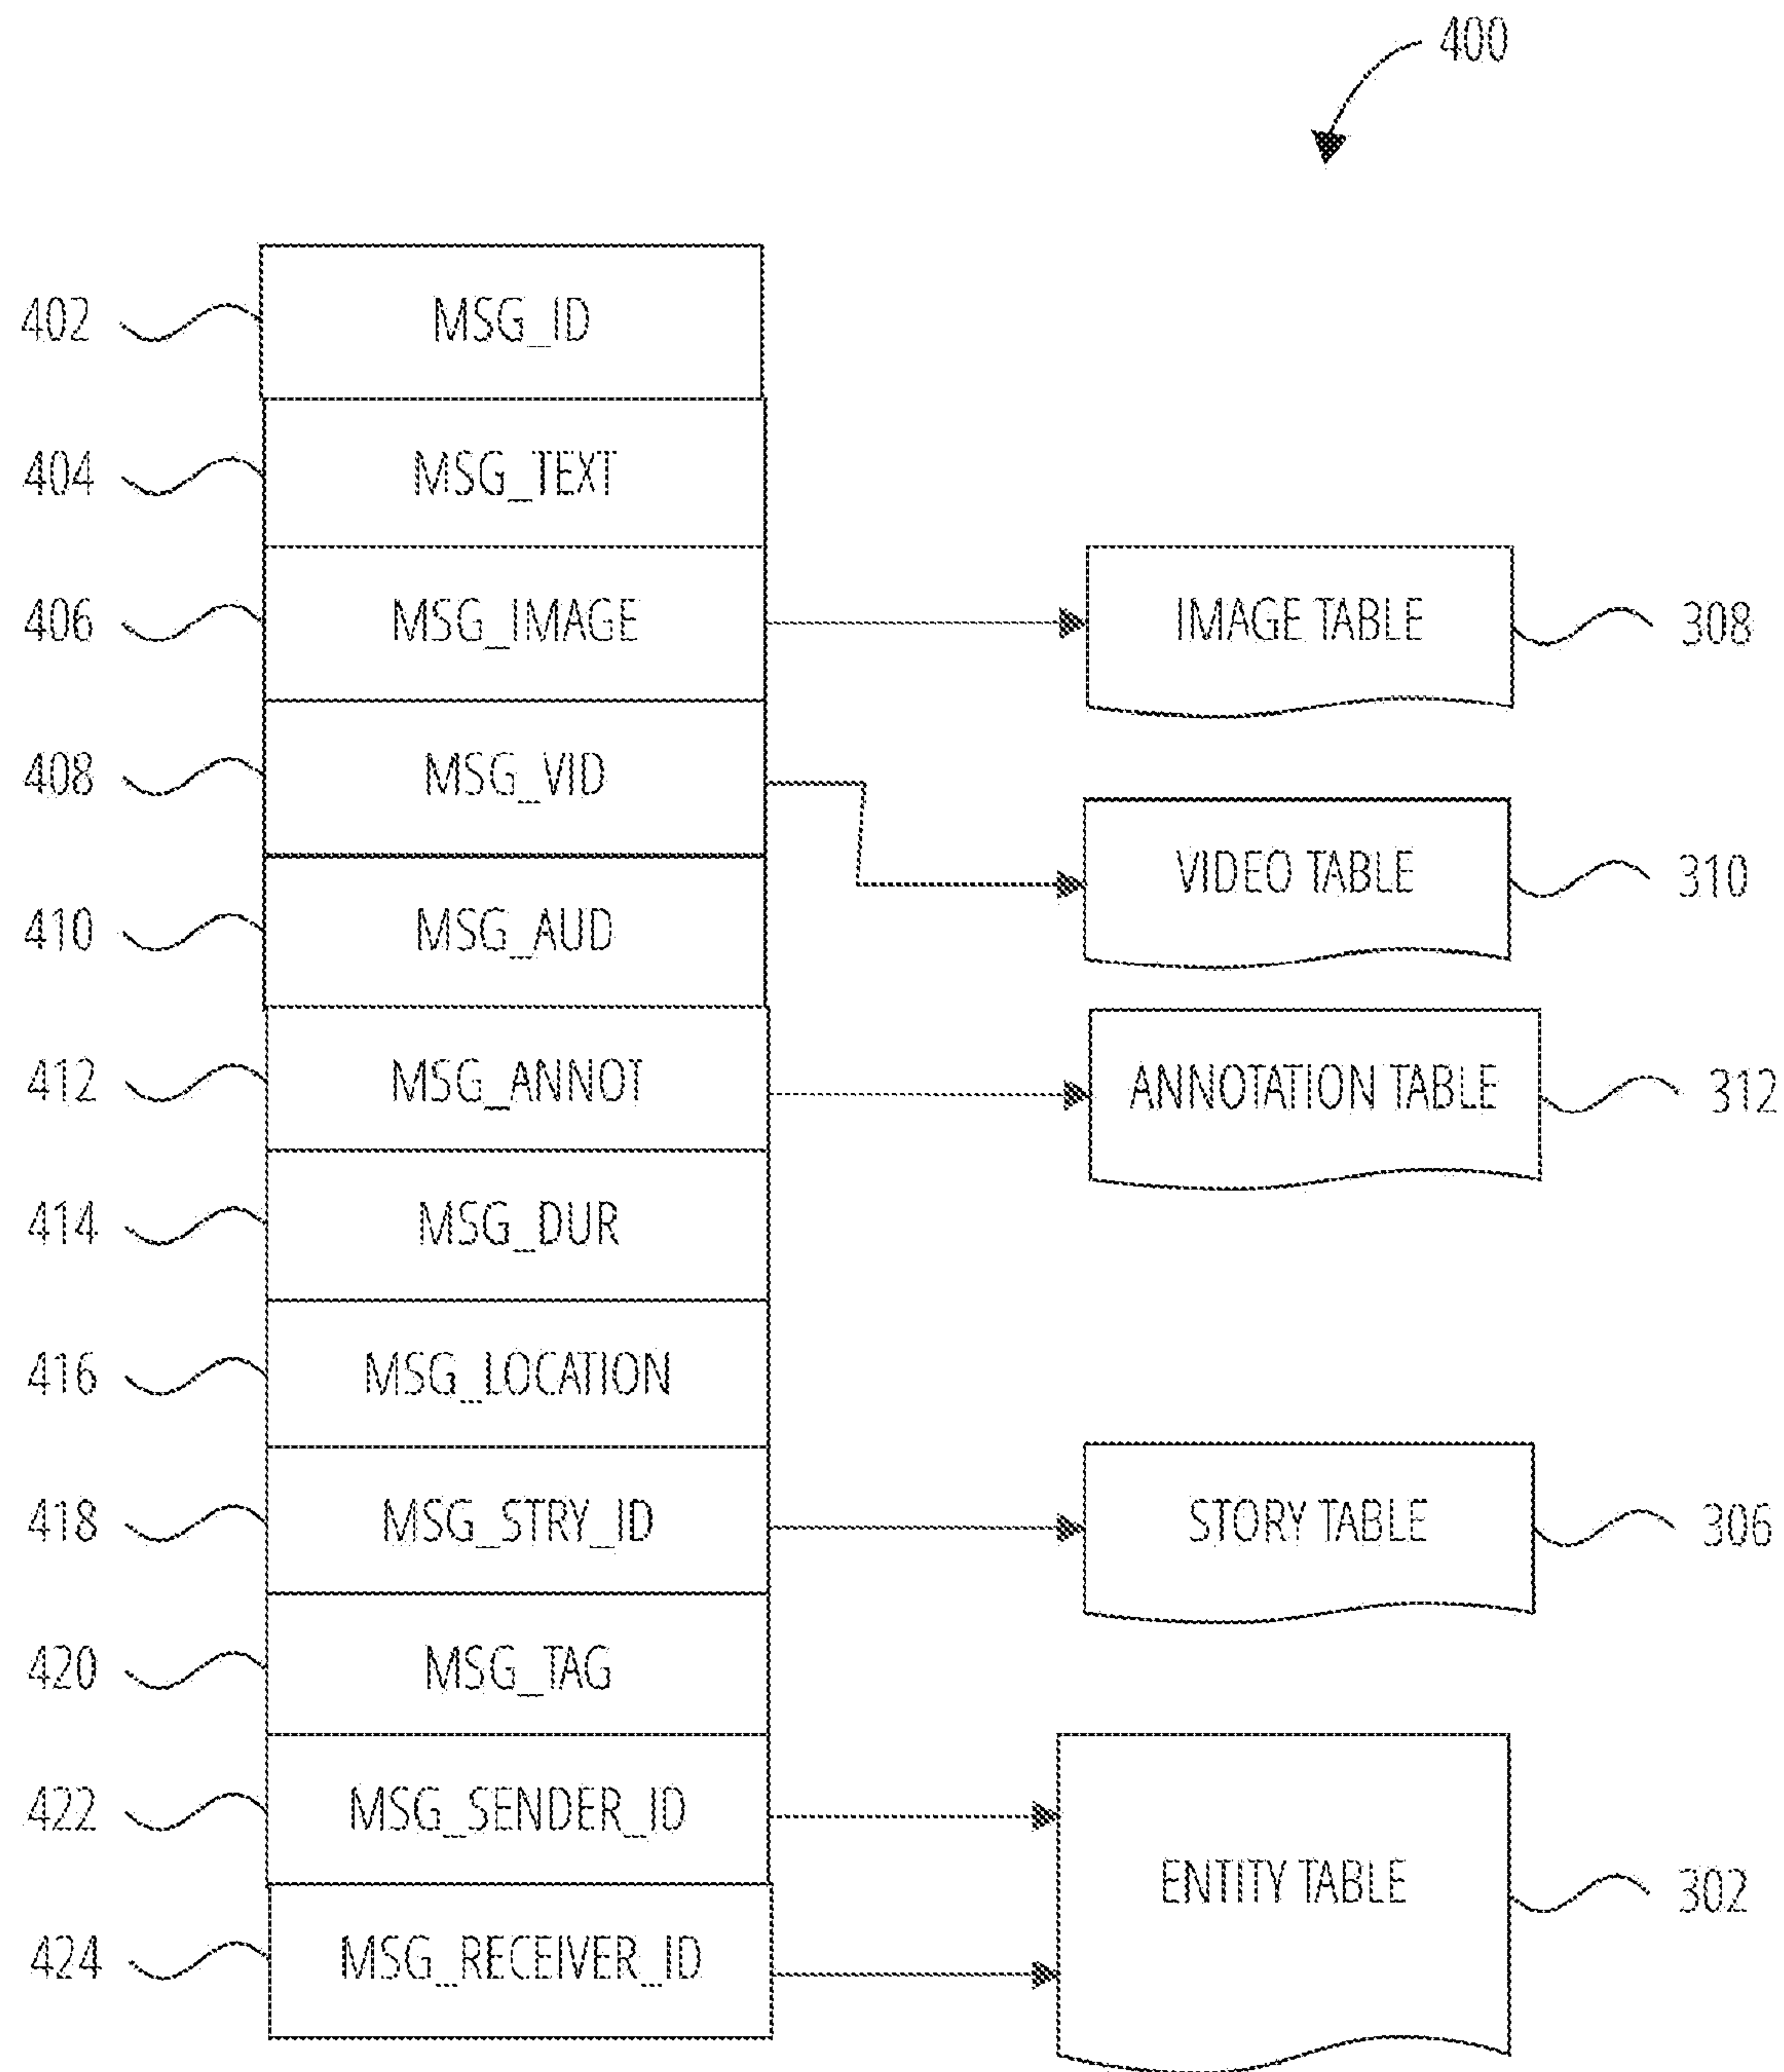 400
402 MSG_ID
404 MSG_TEXT
406 MSG_IMAGE IMAGE TABLE 308
408 MSG_VID
VIDEO TABLE 310
410 MSG_AUD
412 MSG_ANNOT ANNOTATION TABLE 312
414 MSG_DUR
416 MSG_LOCATION
418 MSG_STRY_ID STORY TABLE 306
420 MSG_TAG
422 MSG_SENDER_ID
ENTITY TABLE 302
424 MSG_RECEIVER_ID